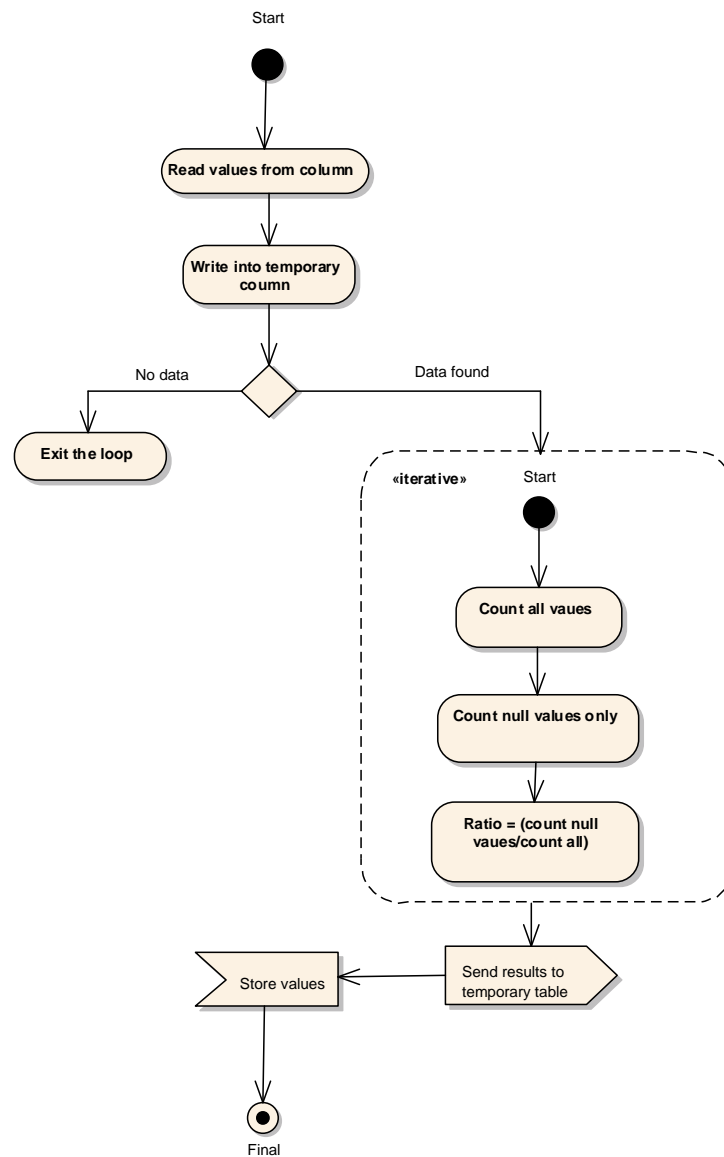 Start
Read values from column
Write into temporary
coumn
No data
Data found
Exit the loop
«iterative»
Start
Count all vaues
Count null values only
Ratio = (count null
vaues/count all)
Send results to
temporary table
Store values
Final